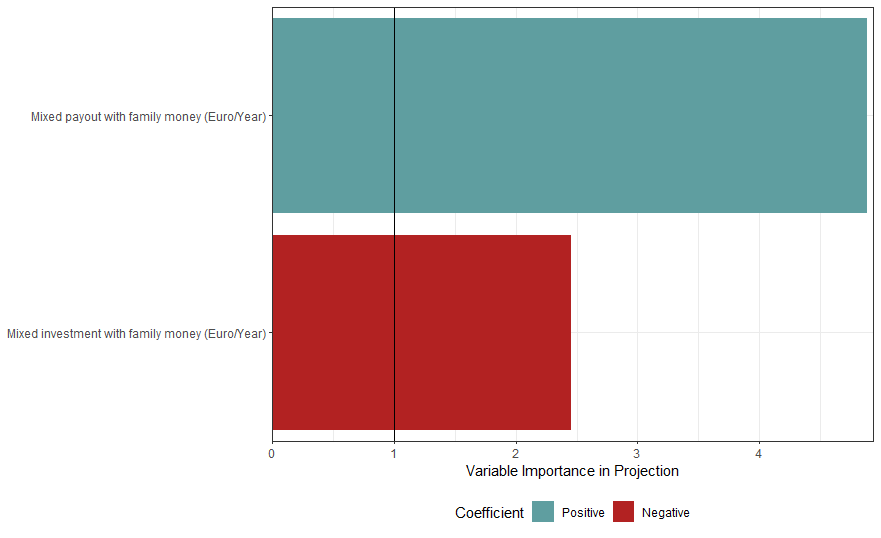 Mixed payout with family money (Euro/Year)
Mixed investment with family money (Euro/Year)
0 1 2 3 4
Variable Importance in Projection
Coefficient Positive Negative